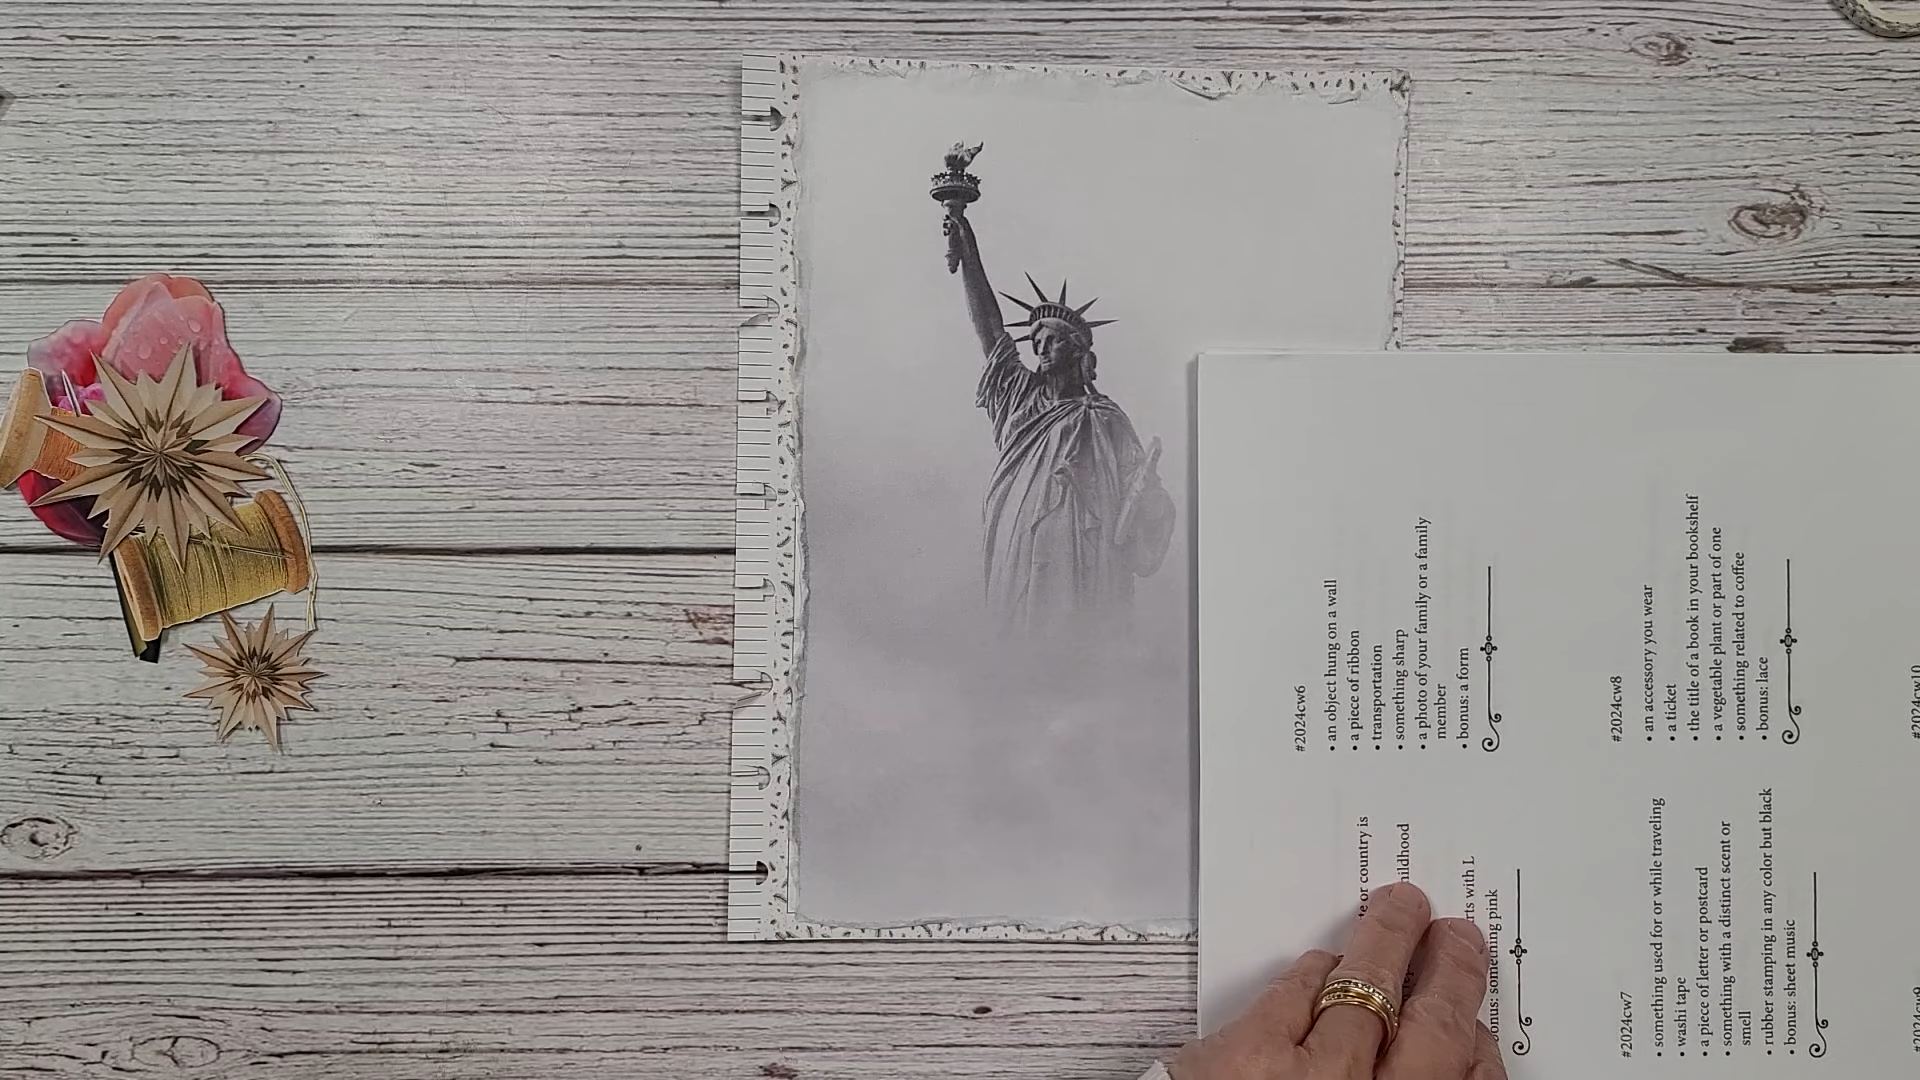 #2024cw6
• an object hung on a wall
• a piece of ribbon
• transportation
• something sharp
• a photo of your family or a family
member
• bonus: a form
#2024cw8
• an accessory you wear
• a ticket
• the title of a book in your bookshelf
• a vegetable plant or part of one
• something related to coffee
• bonus: lace
or country is
with L
bonus: something pink
#2024cw7
• something used for or while traveling
• washi tape
• a piece of letter or postcard
• something with a distinct scent or
smell
• rubber stamping in any color but black
• bonus: sheet music